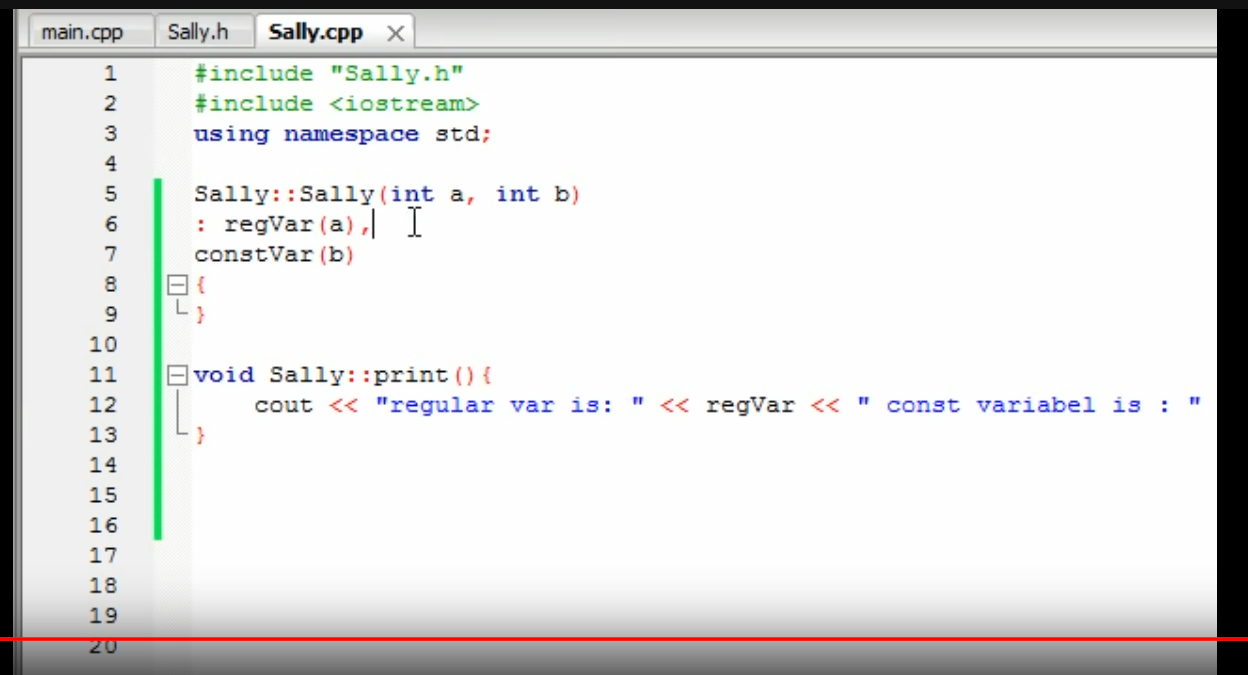 main.cpp Sally.h Sally.cpp
1 #include "Sally.h"
2 #include <iostream>
3 using namespace std;
4
5 Sally::Sally(int a, int b)
6 : regVar(a),
7 constVar(b)
8 {
9 }
10
11 void Sally::print(){
12 cout << "regular var is: " << regVar << " const variabel is : "
13 }
14
15
16
17
18
19
20